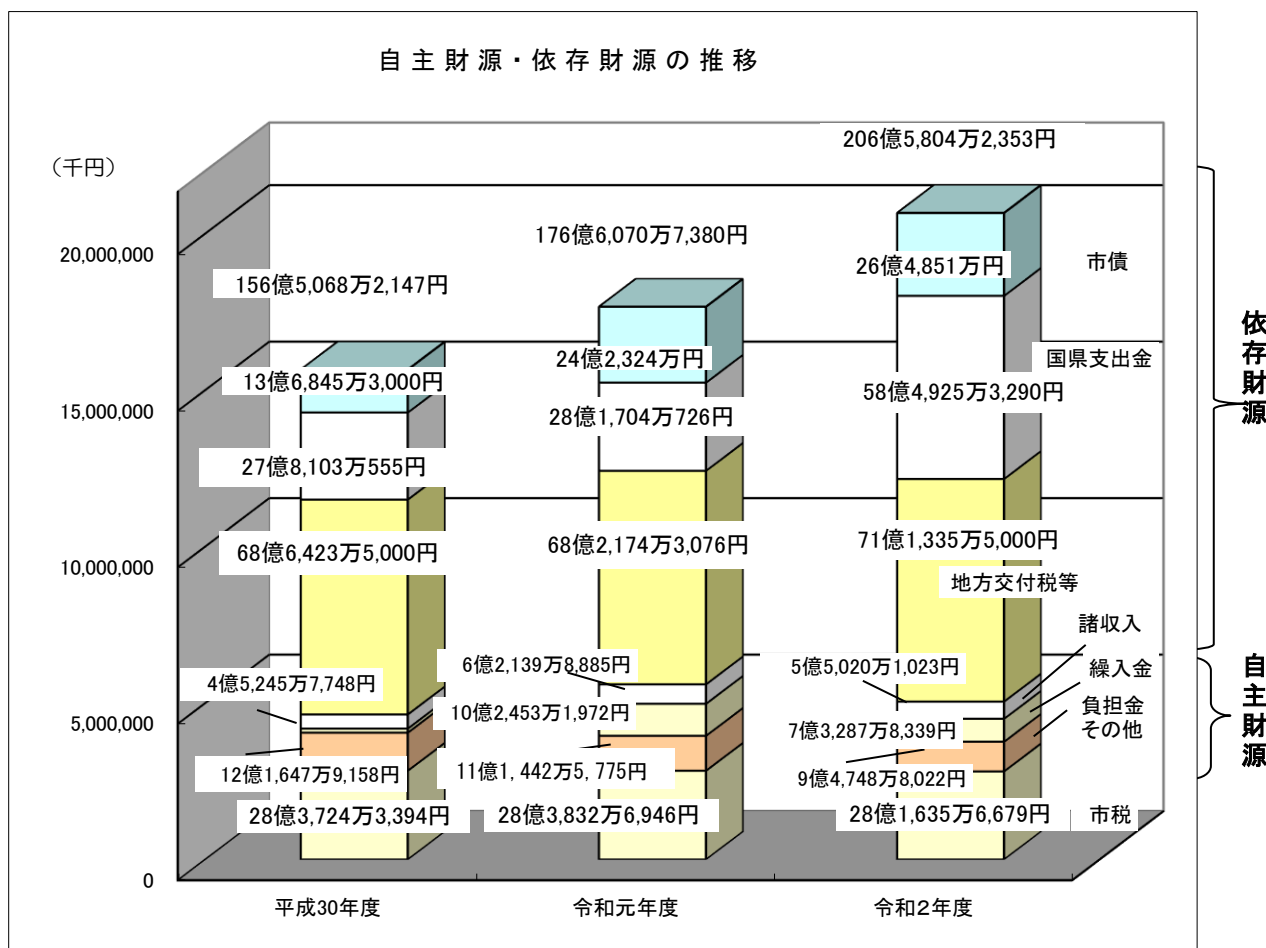 自主財源・依存財源の推移
（千円）
20,000,000
15,000,000
10,000,000
5,000,000
0
156億5,068万2,147円
13億6,845万3,000円
27億8,103万555円
68億6,423万5,000円
4億5,245万7,748円
12億1,647万9,158円
28億3,724万3,394円
平成30年度
176億6,070万7,380円
24億2,324万円
28億1,704万726円
68億2,174万3,076円
6億2,139万8,885円
10億2,453万1,972円
11億1,442万5,775円
28億3,832万6,946円
令和元年度
206億5,804万2,353円
26億4,851万円
58億4,925万3,290円
71億1,335万5,000円
5億5,020万1,023円
7億3,287万8,339円
9億4,748万8,022円
28億1,635万6,679円
令和2年度
市債
国県支出金
地方交付税等
諸収入
繰入金
負担金
その他
市税
依存財源
自主財源